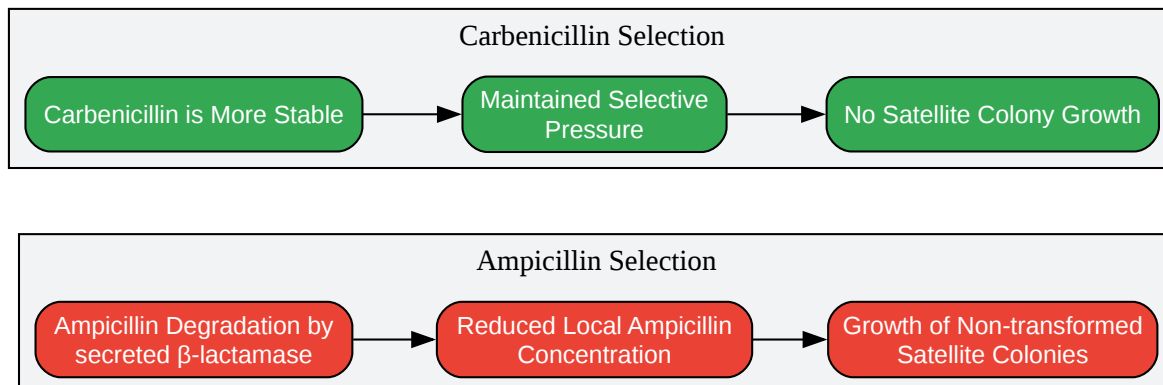 Carbenicillin Selection
Carbenicillin is More Stable
Maintained Selective
Pressure
No Satellite Colony Growth
Ampicillin Selection
Ampicillin Degradation by
secreted β-lactamase
Reduced Local Ampicillin
Concentration
Growth of Non-transformed
Satellite Colonies